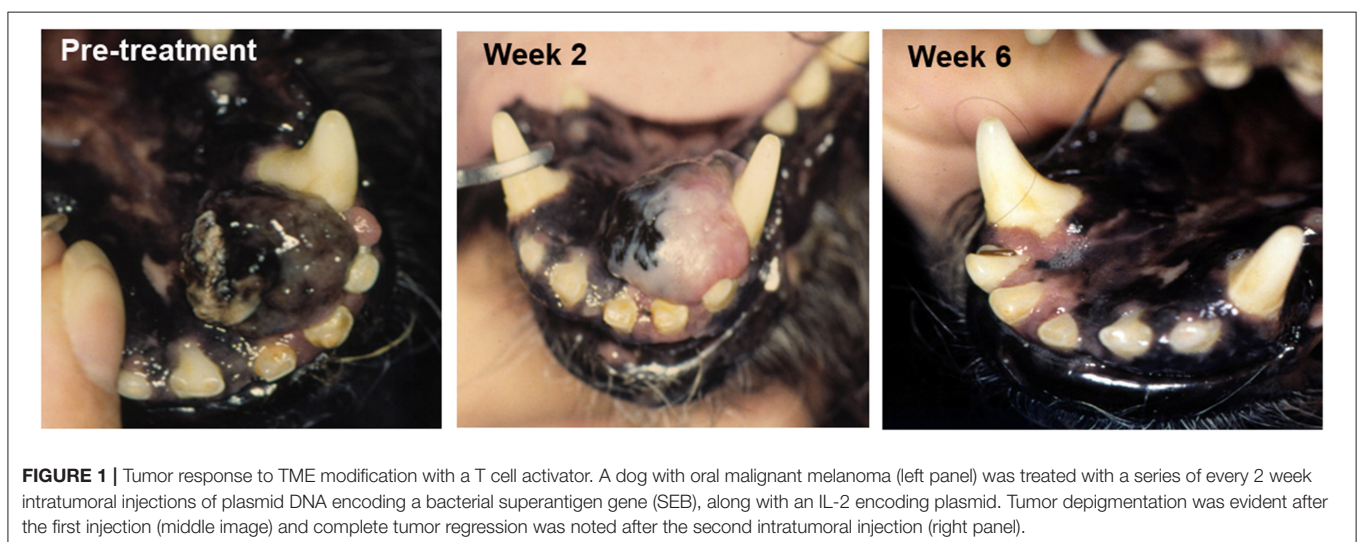 Pre-treatment
Week 2
Week 6
FIGURE 1 | Tumor response to TME modification with a T cell activator. A dog with oral malignant melanoma (left panel) was treated with a series of every 2 week
intratumoral injections of plasmid DNA encoding a bacterial superantigen gene (SEB), along with an IL-2 encoding plasmid. Tumor depigmentation was evident after
the first injection (middle image) and complete tumor regression was noted after the second intratumoral injection (right panel).